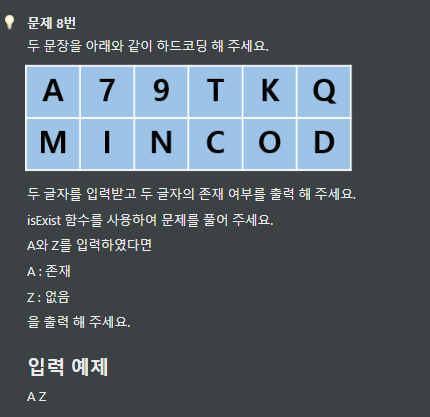 문제 8번
두 문장을 아래와 같이 하드코딩 해 주세요.
A 7 9 T K Q
M I N C O D
두 글자를 입력받고 두 글자의 존재 여부를 출력 해 주세요.
isExist 함수를 사용하여 문제를 풀어 주세요.
A와 Z를 입력하였다면
A : 존재
Z : 없음
을 출력 해 주세요.
입력 예제
A Z